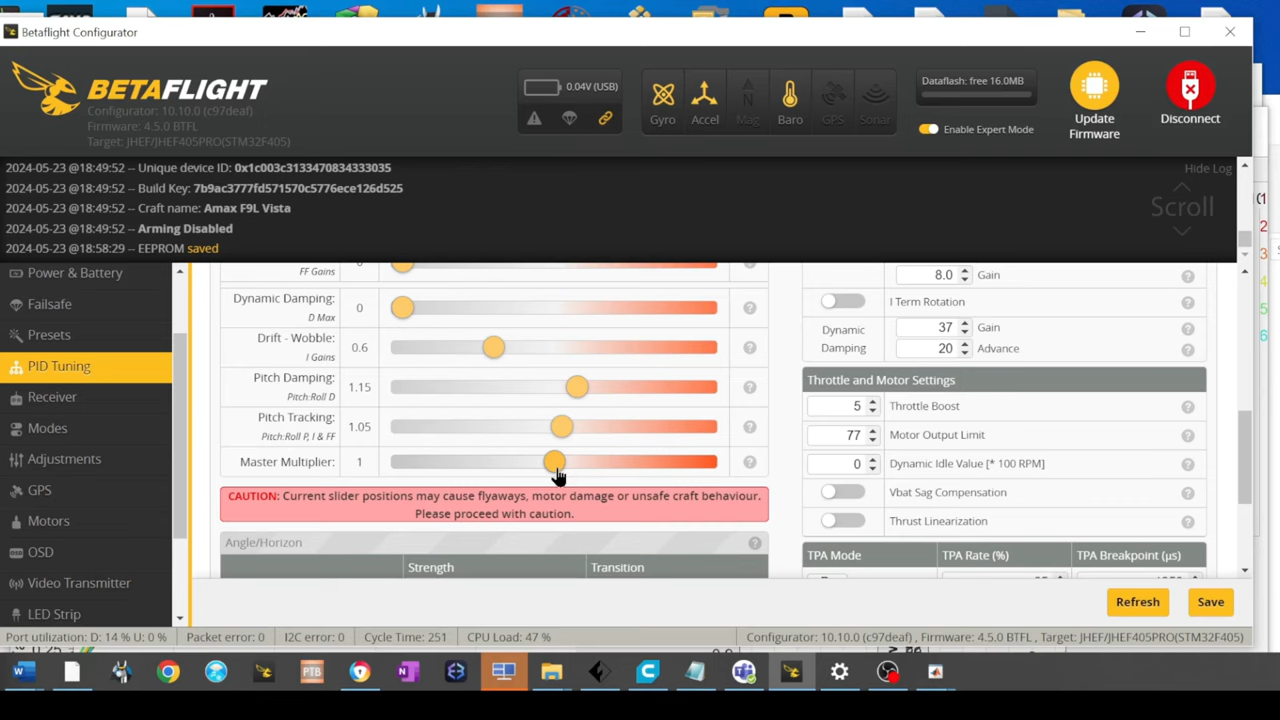 Betaflight Configurator
BETAFLIGHT
Configurator: 10.10.0 (c97deaf)
Firmware: 4.5.0 BTFL
Target: JHEF/JHEF405PRO(STM32F405)
0.04V (USB)
Gyro
Accel
Mag
Baro
GPS
Sonar
Dataflash: free 16.0MB
Enable Expert Mode
Update
Firmware
Disconnect
2024-05-23 @18:49:52 -- Unique device ID: 0x1c003c3133470834333035
2024-05-23 @18:49:52 -- Build Key: 7b9ac3777fd571570c5776ece126d525
2024-05-23 @18:49:52 -- Craft name: Amax F9L Vista
2024-05-23 @18:49:52 -- Arming Disabled
2024-05-23 @18:58:29 -- EEPROM saved
Hide Log
Scroll
Power & Battery
Failsafe
Presets
PID Tuning
Receiver
Modes
Adjustments
GPS
Motors
OSD
Video Transmitter
LED Strip
FF Gains
Dynamic Damping:
D Max
0
Drift - Wobble:
I Gains
0.6
Pitch Damping:
Pitch:Roll D
1.15
Pitch Tracking:
Pitch:Roll P, I & FF
1.05
Master Multiplier:
1
CAUTION: Current slider positions may cause flyaways, motor damage or unsafe craft behaviour.
Please proceed with caution.
Angle/Horizon
Strength
Transition
8.0 Gain
I Term Rotation
Dynamic
Damping
37 Gain
20 Advance
Throttle and Motor Settings
5 Throttle Boost
77 Motor Output Limit
0 Dynamic Idle Value [* 100 RPM]
Vbat Sag Compensation
Thrust Linearization
TPA Mode
TPA Rate (%)
TPA Breakpoint (µs)
Refresh
Save
Port utilization: D: 14 % U: 0 %
Packet error: 0
I2C error: 0
Cycle Time: 251
CPU Load: 47 %
Configurator: 10.10.0 (c97deaf) , Firmware: 4.5.0 BTFL , Target: JHEF/JHEF405PRO(STM32F405)
PTB